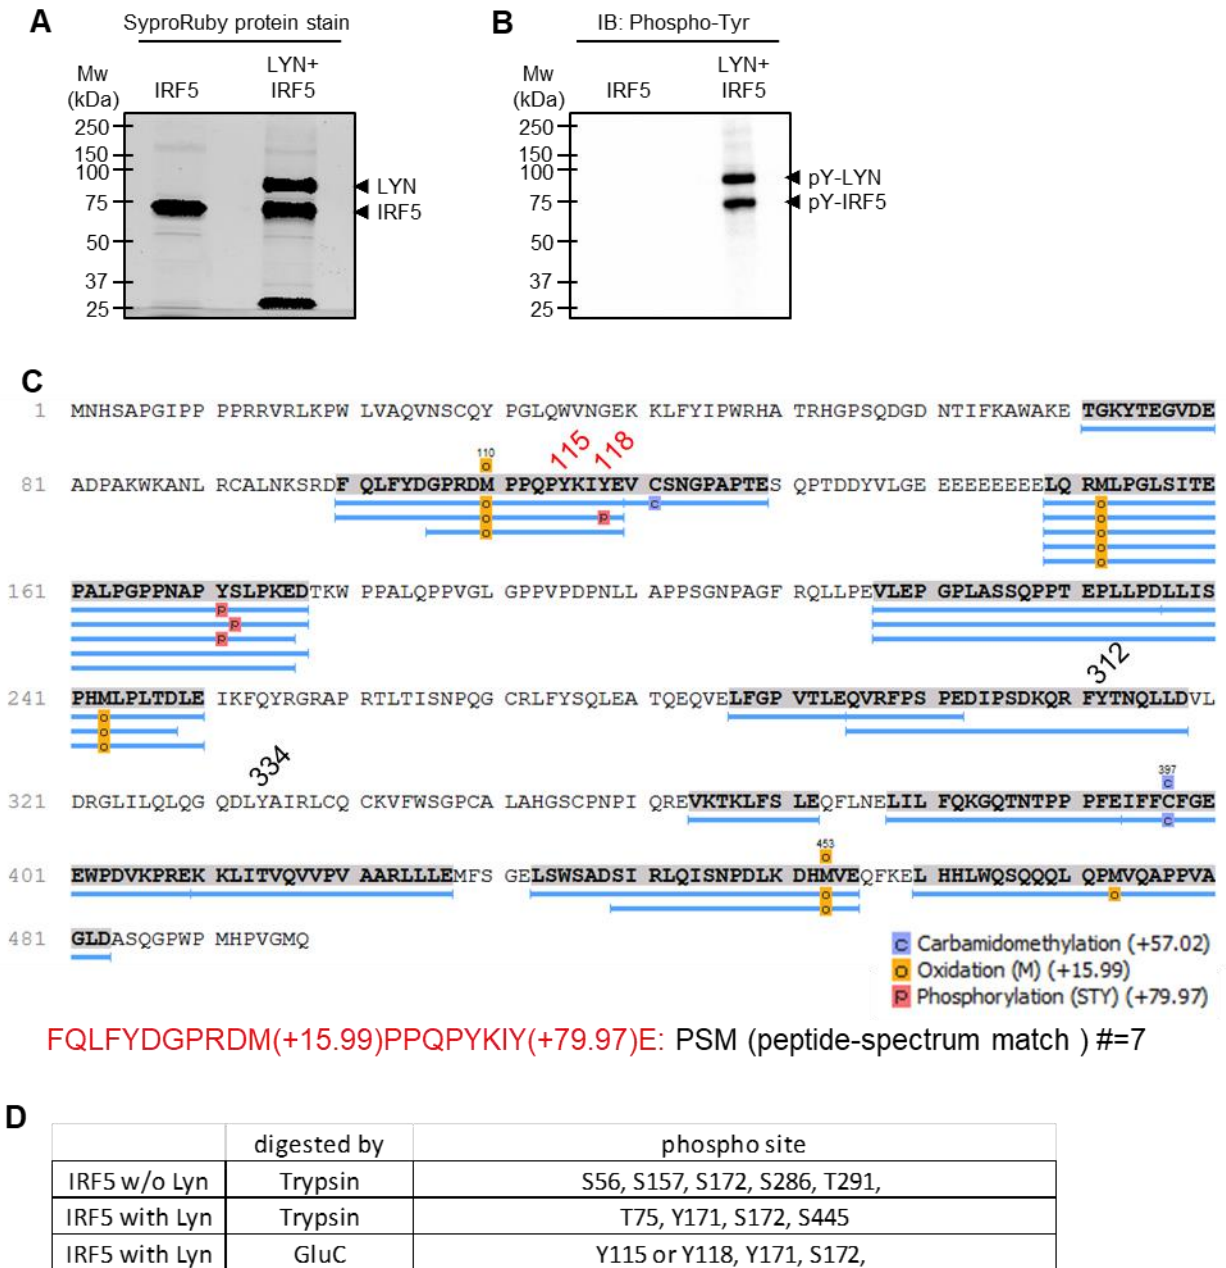 A
SyproRuby protein stain
Mw
(kDa)
IRF5
LYN+
IRF5
250
150
100
75
50
37
25
LYN
IRF5
B
IB: Phospho-Tyr
Mw
(kDa)
IRF5
LYN+
IRF5
250
150
100
75
50
37
25
pY-LYN
pY-IRF5
C
1 MNHSAPGIPP PPRRVRLKPW LVAQVNSCQY PGLQWVNGEK KLFYIPWRHA TRHGPSQDGD NTIFKAWAKE TGKYTEGVDE
110 115 118
o
81 ADPAKWKANL RCALNKSRDF QLFYDGPRDM PPQPYKIYEV CSNGPAPTES QPTDDYVLGE EEEEEEEELQ RMLPGLSITE
o c o
o p o
o o
o
o
161 PALPGPPNAP YSLPKEDTKW PPALQPPVGL GPPVPDPNLL APPSGNPAGF RQLLPEVLEP GPLASSQPPT EPLLPDLLIS
p
p
p
312
241 PHMLPLTDLE IKFQYRGRAP RTLTISNPQG CRLFYSQLEA TQEQVELFGP VTLEQVRFPS PEDIPSDKQR FYTNQLLDVL
o
o
o
334
397
c
321 DRGLILQLQG QDLYAIRLCQ CKVFWSGPCA LAHGSCPNPI QREVKTKLFS LEQFLNELIL FQKGQTNTPP PFEIFFCFGE
c
453
o
401 EWPDVKPREK KLITVQVVPV AARLLLEMFS GELSWSADSI RLQISNPDLK DHMVEQFKEL HHLWQSQQQL QPMVQAPPVA
o o
o
481 GLDASQGPWP MHPVGMQ
c Carbamidomethylation (+57.02)
o Oxidation (M) (+15.99)
p Phosphorylation (STY) (+79.97)
FQLFYDGPRDM(+15.99)PPQPYKIY(+79.97)E: PSM (peptide-spectrum match ) #=7
D
digested by phospho site
IRF5 w/o Lyn Trypsin S56, S157, S172, S286, T291,
IRF5 with Lyn Trypsin T75, Y171, S172, S445
IRF5 with Lyn GluC Y115 or Y118, Y171, S172,